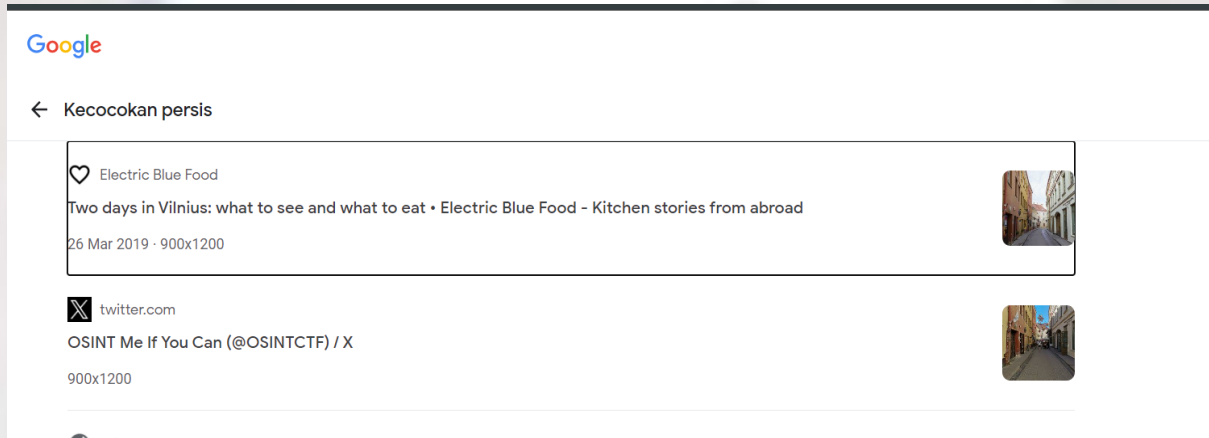 Google
Kecocokan persis
Electric Blue Food
Two days in Vilnius: what to see and what to eat • Electric Blue Food - Kitchen stories from abroad
26 Mar 2019 · 900x1200
twitter.com
OSINT Me If You Can (@OSINTCTF) / X
900x1200